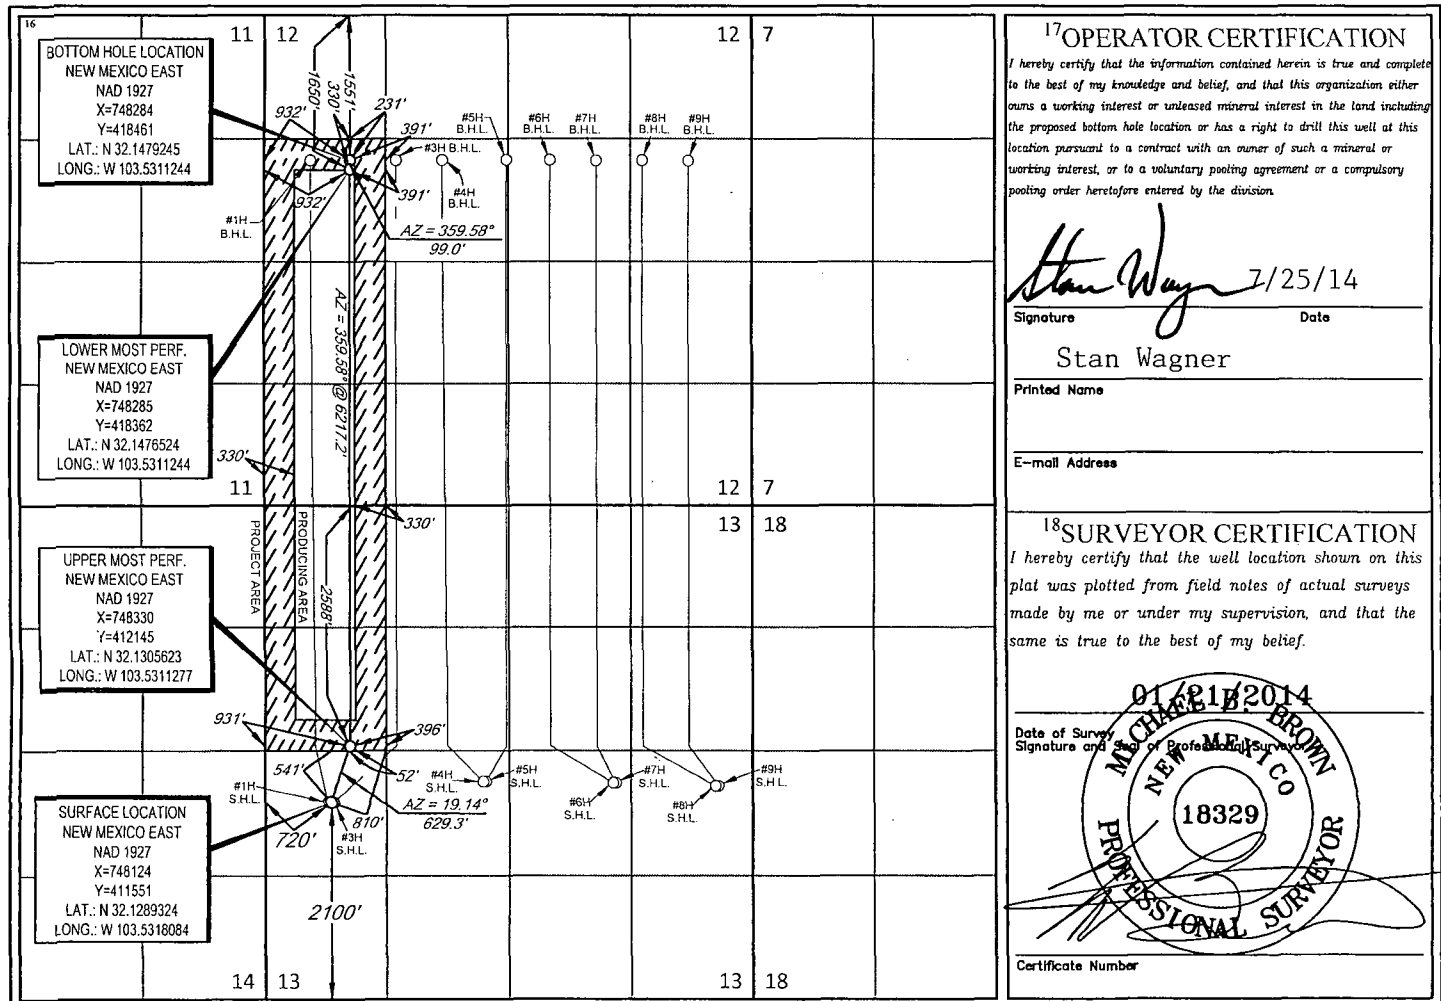 16
11 12
12 7
BOTTOM HOLE LOCATION
NEW MEXICO EAST
NAD 1927
X=748284
Y=418461
LAT.: N 32.1479245
LONG.: W 103.5311244
1650'
1551'
330'
932'
231'
391'
#3H
B.H.L.
#4H
B.H.L.
#5H
B.H.L.
#6H
B.H.L.
#7H
B.H.L.
#8H
B.H.L.
#9H
B.H.L.
932'
391'
#1H
B.H.L.
AZ = 359.58°
99.0'
AZ = 359.58° @ 6217.2'
LOWER MOST PERF.
NEW MEXICO EAST
NAD 1927
X=748285
Y=418362
LAT.: N 32.1476524
LONG.: W 103.5311244
330'
11
12 7
330'
13 18
PROJECT AREA
PRODUCING AREA
2588'
UPPER MOST PERF.
NEW MEXICO EAST
NAD 1927
X=748330
Y=412145
LAT.: N 32.1305623
LONG.: W 103.5311277
931'
396'
541'
52'
#1H
S.H.L.
AZ = 19.14°
629.3'
720'
810'
#3H
S.H.L.
#4H
S.H.L.
#5H
S.H.L.
#6H
S.H.L.
#7H
S.H.L.
#8H
S.H.L.
#9H
S.H.L.
SURFACE LOCATION
NEW MEXICO EAST
NAD 1927
X=748124
Y=411551
LAT.: N 32.1289324
LONG.: W 103.5318084
2100'
14 13
13 18
17OPERATOR CERTIFICATION
I hereby certify that the information contained herein is true and complete
to the best of my knowledge and belief, and that this organization either
owns a working interest or unleased mineral interest in the land including
the proposed bottom hole location or has a right to drill this well at this
location pursuant to a contract with an owner of such a mineral or
working interest, or to a voluntary pooling agreement or a compulsory
pooling order heretofore entered by the division.
Stan Wagner 7/25/14
Signature Date
Stan Wagner
Printed Name
E-mail Address
18SURVEYOR CERTIFICATION
I hereby certify that the well location shown on this
plat was plotted from field notes of actual surveys
made by me or under my supervision, and that the
same is true to the best of my belief.
01/21/2014
Date of Survey
Signature and Seal of Professional Surveyor
MICHAEL B. BROWN
NEW MEXICO
18329
PROFESSIONAL SURVEYOR
Certificate Number